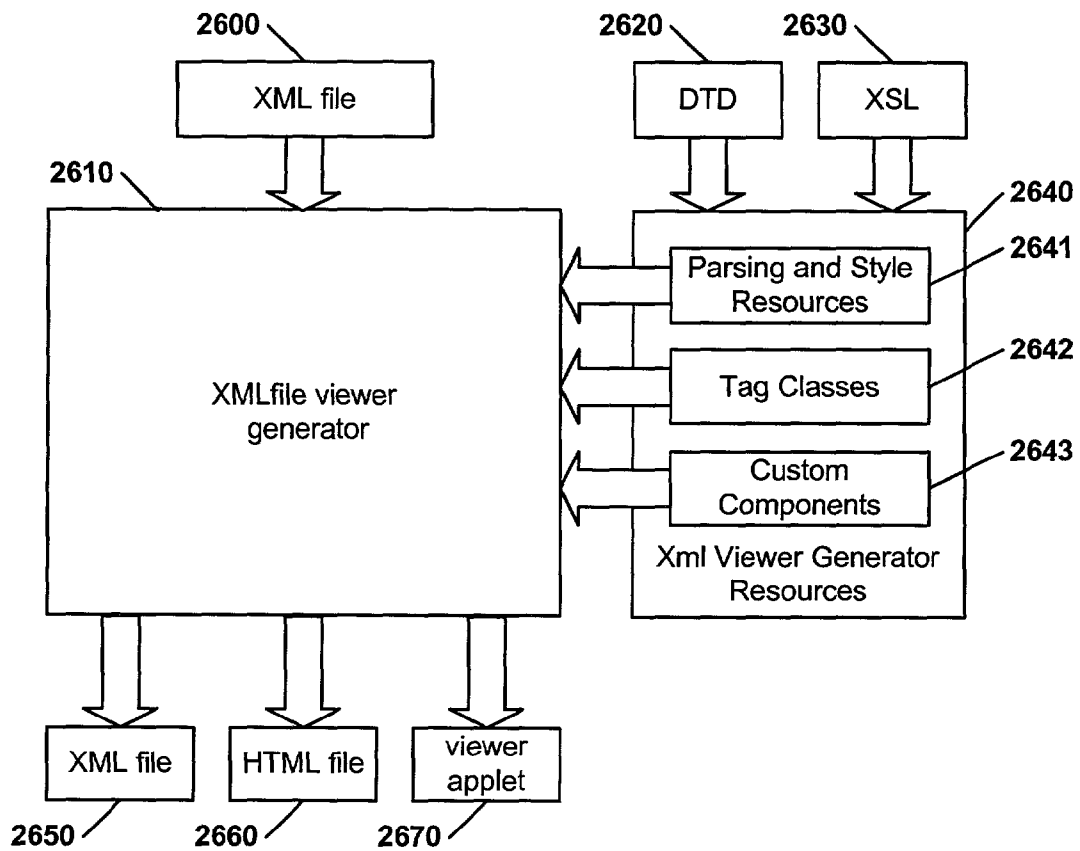 2600
2620
2630
XML file
DTD
XSL
2610
2640
Parsing and Style
Resources
2641
Tag Classes
2642
XMLfile viewer
generator
Custom
Components
2643
Xml Viewer Generator
Resources
XML file
HTML file
viewer
applet
2650
2660
2670